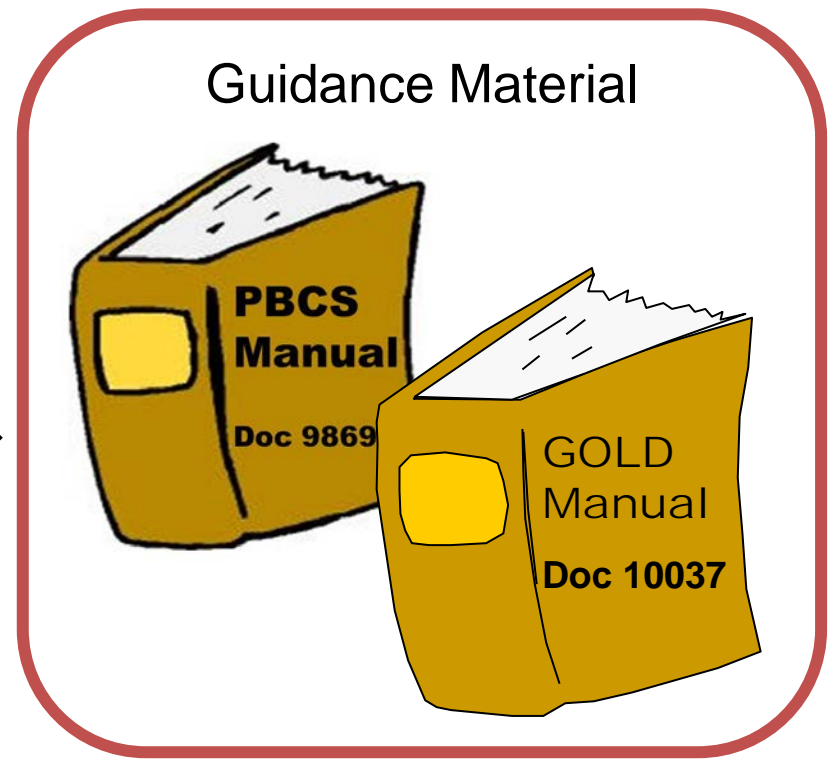 Guidance Material
PBCS
Manual
Doc 9869
GOLD
Manual
Doc 10037